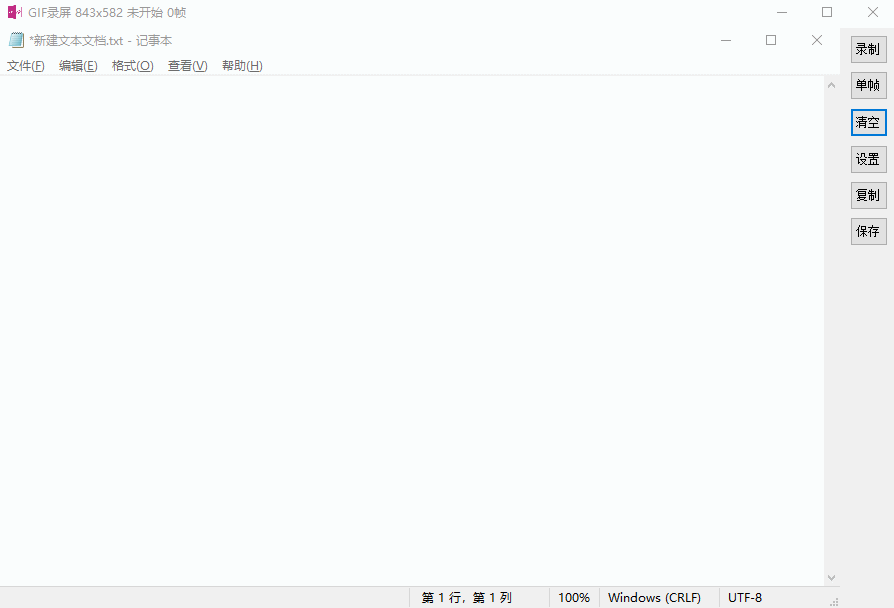 GIF录屏 843x582 未开始 0帧
*新建文本文档.txt - 记事本
文件(F) 编辑(E) 格式(O) 查看(V) 帮助(H)
录制
单帧
清空
设置
复制
保存
第 1 行，第 1 列 100% Windows (CRLF) UTF-8